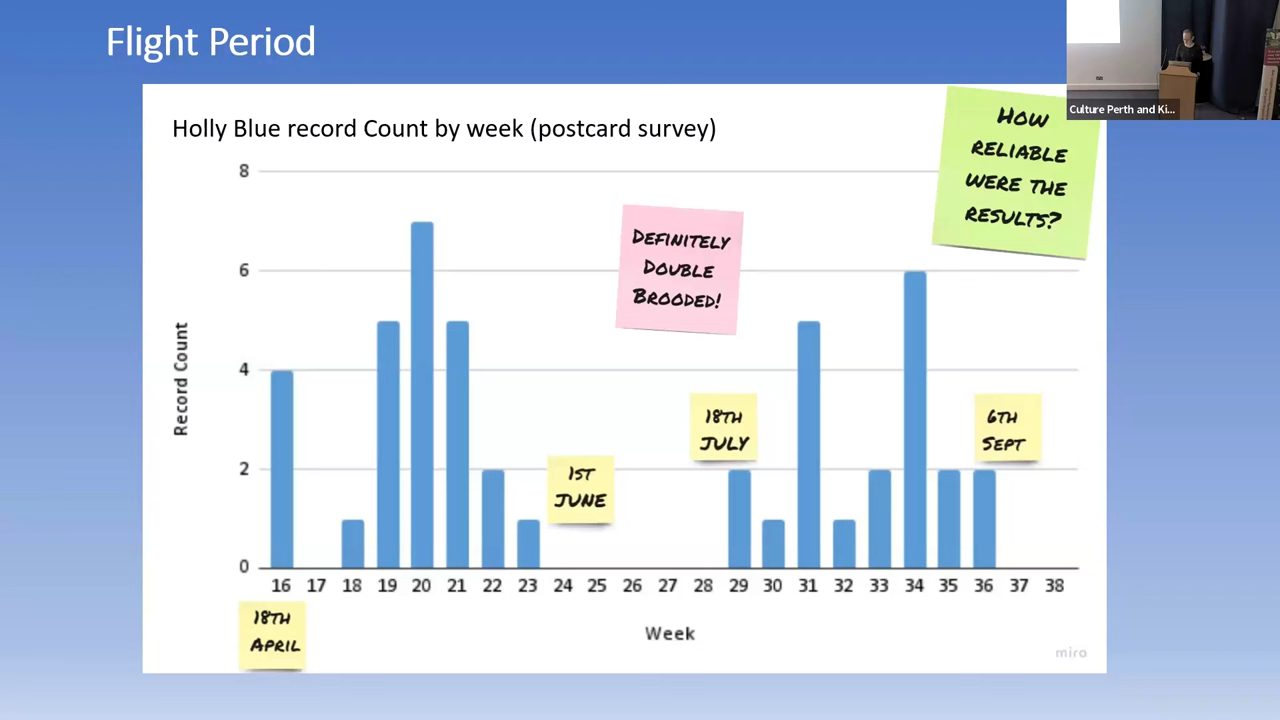 Flight Period
Culture Perth and Ki...
Holly Blue record Count by week (postcard survey)
HOW
RELIABLE
WERE THE
RESULTS?
DEFINITELY
DOUBLE
BROODED!
8
6
4
2
0
Record Count
18TH
JULY
6TH
SEPT
1ST
JUNE
16 17 18 19 20 21 22 23 24 25 26 27 28 29 30 31 32 33 34 35 36 37 38
18TH
APRIL
Week
miro